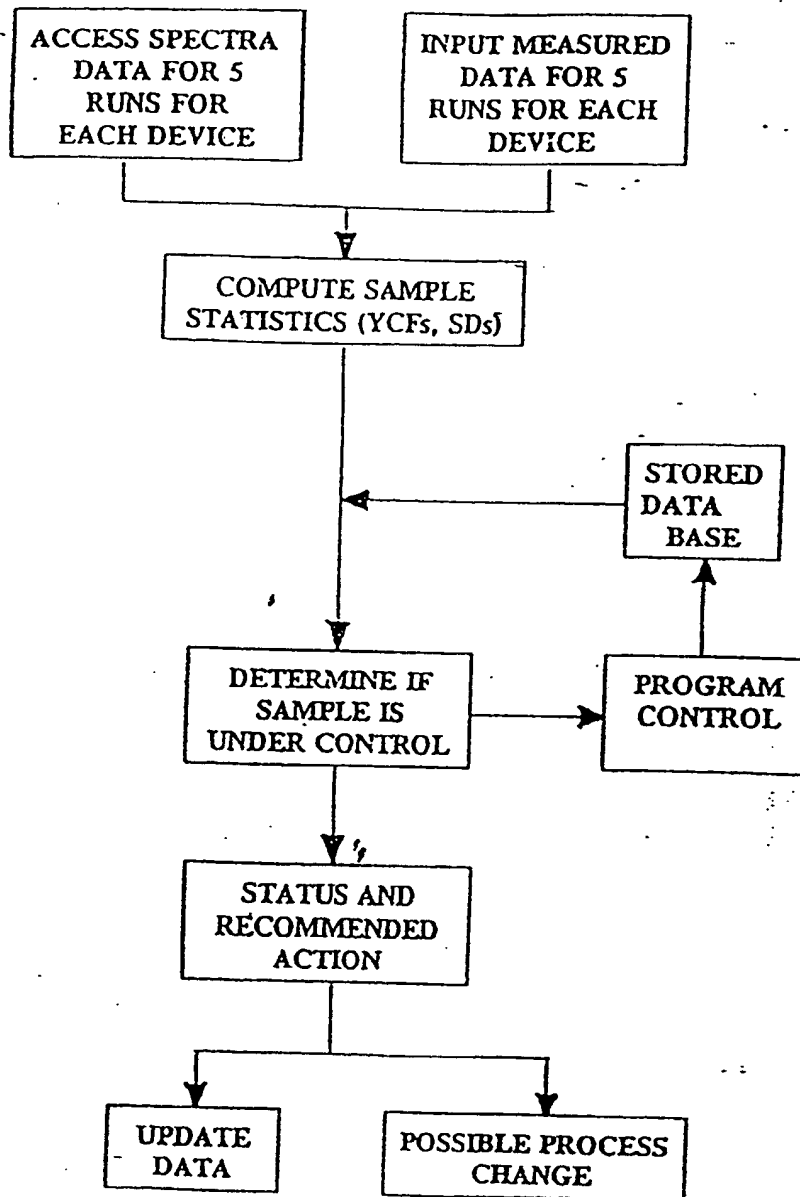 ACCESS SPECTRA
DATA FOR 5
RUNS FOR
EACH DEVICE
INPUT MEASURED
DATA FOR 5
RUNS FOR EACH
DEVICE
COMPUTE SAMPLE
STATISTICS (YCFs, SDs)
STORED
DATA
BASE
DETERMINE IF
SAMPLE IS
UNDER CONTROL
PROGRAM
CONTROL
STATUS AND
RECOMMENDED
ACTION
UPDATE
DATA
POSSIBLE PROCESS
CHANGE